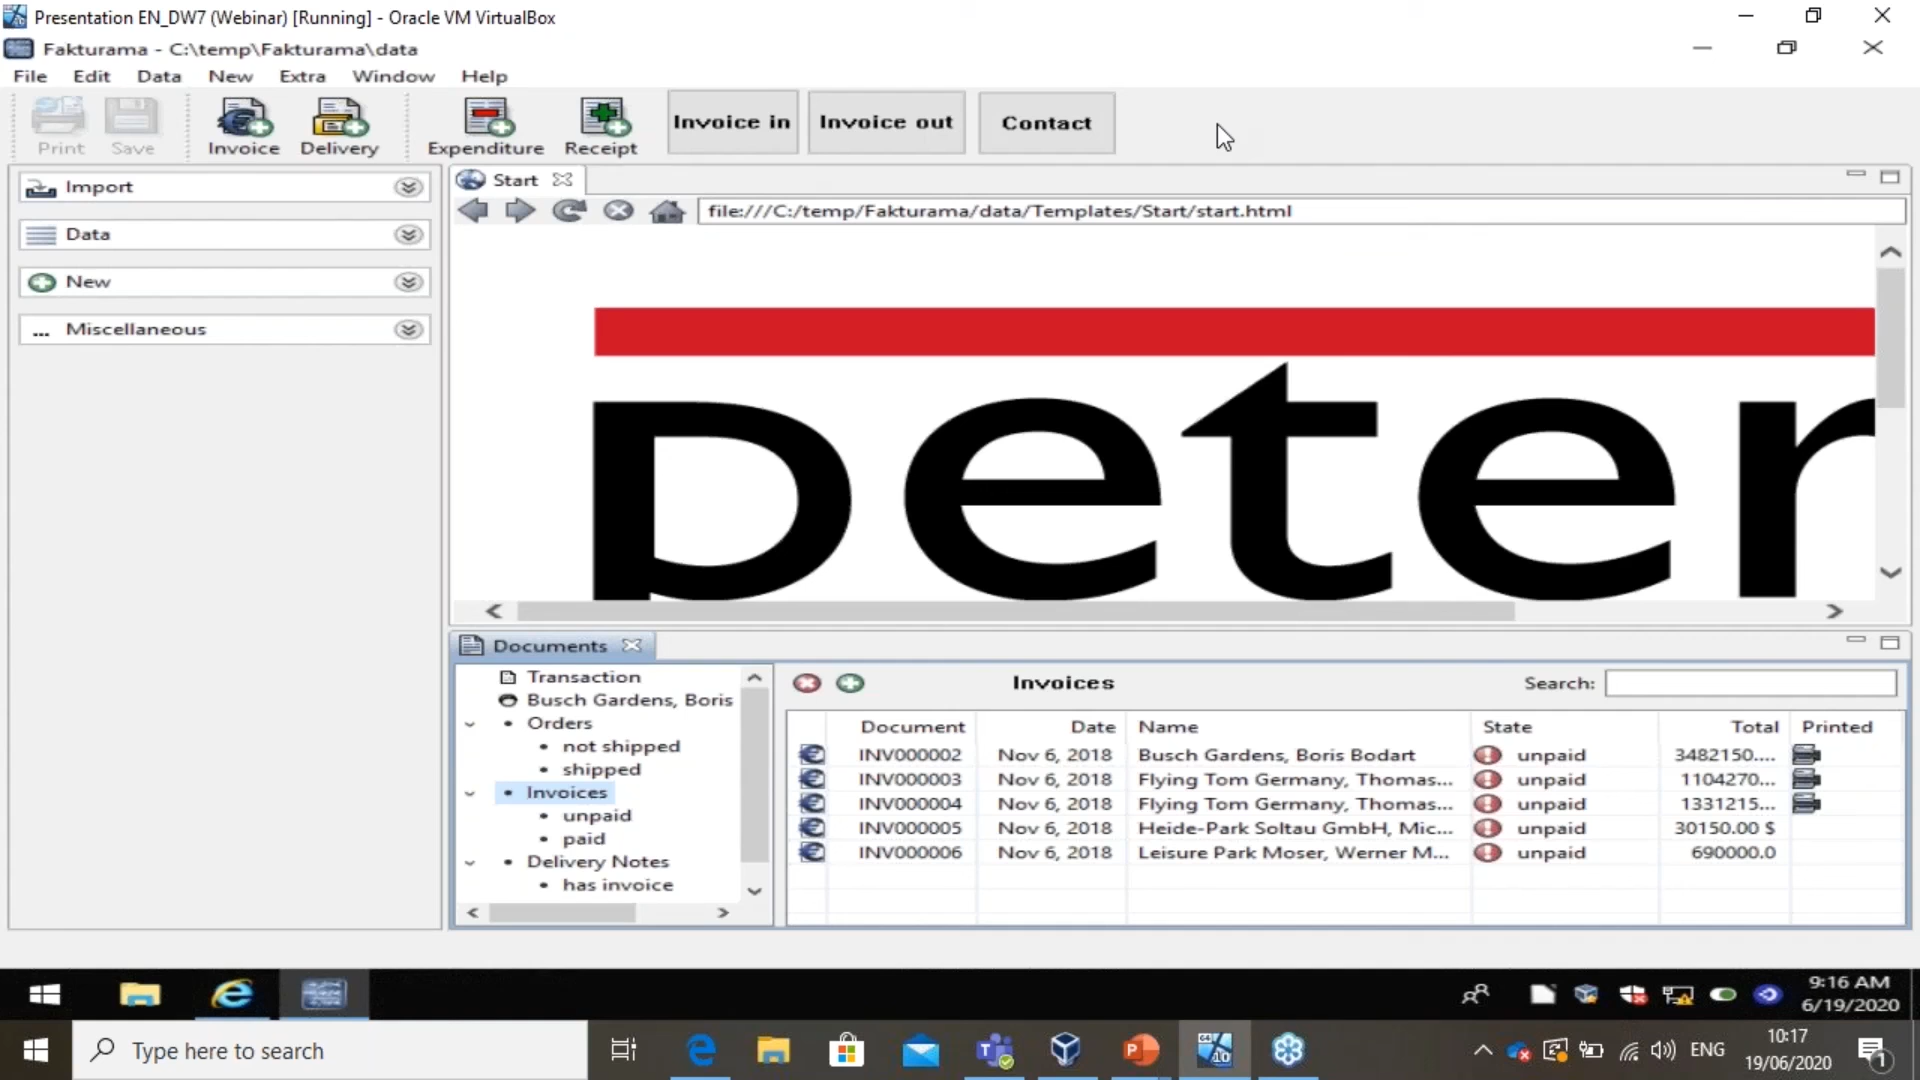 Presentation EN_DW7 (Webinar) [Running] - Oracle VM VirtualBox
Fakturama - C:\temp\Fakturama\data
File Edit Data New Extra Window Help
Print Save Invoice Delivery Expenditure Receipt Invoice in Invoice out Contact
Import
Data
New
... Miscellaneous
Start
file:///C:/temp/Fakturama/data/Templates/Start/start.html
peter
Documents
Transaction
Busch Gardens, Boris
Orders
not shipped
shipped
Invoices
unpaid
paid
Delivery Notes
has invoice
Invoices Search:
Document Date Name State Total Printed
INV000002 Nov 6, 2018 Busch Gardens, Boris Bodart unpaid 3482150....
INV000003 Nov 6, 2018 Flying Tom Germany, Thomas... unpaid 1104270...
INV000004 Nov 6, 2018 Flying Tom Germany, Thomas... unpaid 1331215...
INV000005 Nov 6, 2018 Heide-Park Soltau GmbH, Mic... unpaid 30150.00 $
INV000006 Nov 6, 2018 Leisure Park Moser, Werner M... unpaid 690000.0
9:16 AM
6/19/2020
Type here to search
ENG
10:17
19/06/2020
1